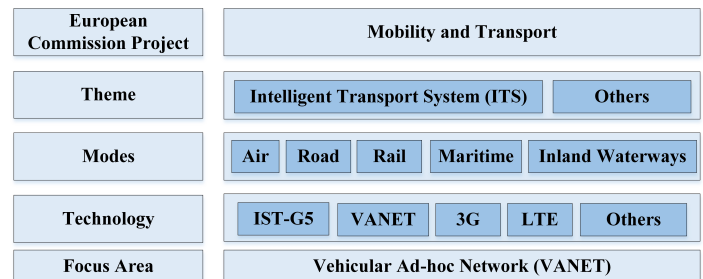 European
Commission Project
Mobility and Transport
Theme
Intelligent Transport System (ITS)
Others
Modes
Air
Road
Rail
Maritime
Inland Waterways
Technology
IST-G5
VANET
3G
LTE
Others
Focus Area
Vehicular Ad-hoc Network (VANET)